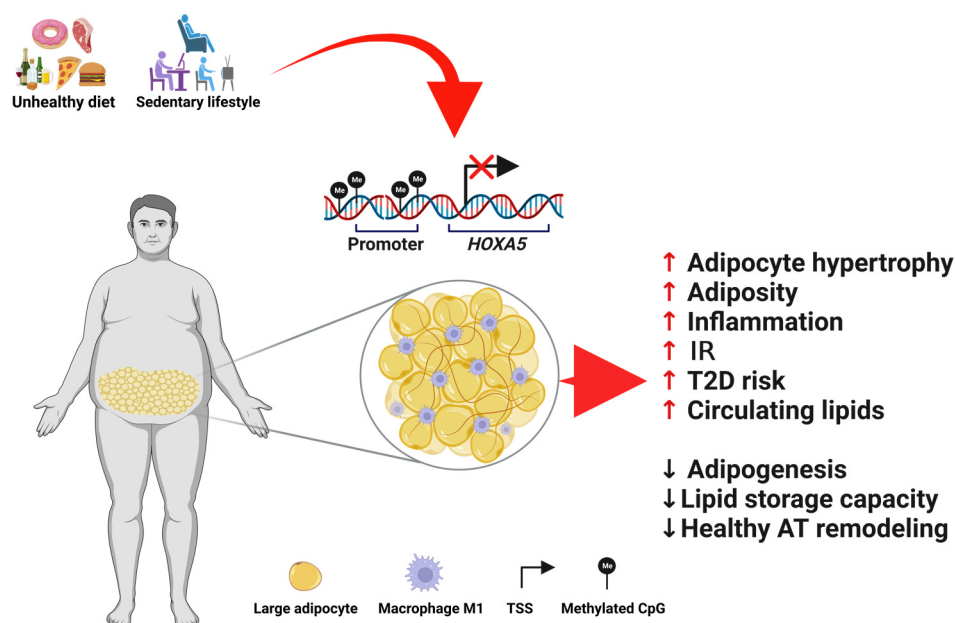 Unhealthy diet
Sedentary lifestyle
Me
Me
Me
Me
Promoter
HOXA5
↑ Adipocyte hypertrophy
↑ Adiposity
↑ Inflammation
↑ IR
↑ T2D risk
↑ Circulating lipids
↓ Adipogenesis
↓Lipid storage capacity
↓Healthy AT remodeling
Me
Large adipocyte
Macrophage M1
TSS
Methylated CpG